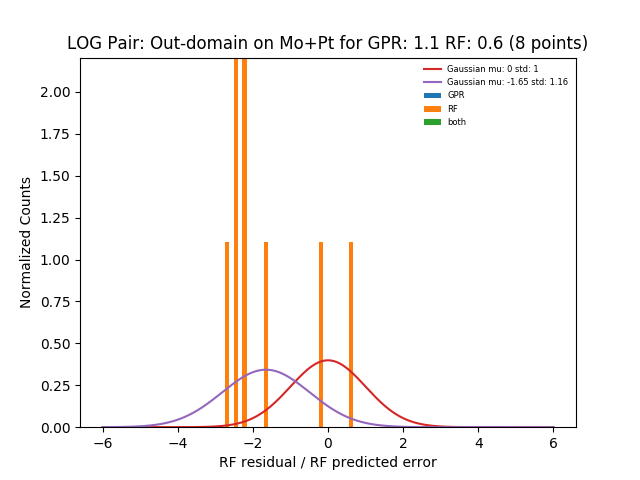 LOG Pair: Out-domain on Mo+Pt for GPR: 1.1 RF: 0.6 (8 points)
Gaussian mu: 0 std: 1
Gaussian mu: -1.65 std: 1.16
GPR
RF
both
Normalized Counts
2.00
1.75
1.50
1.25
1.00
0.75
0.50
0.25
0.00
−6
−4
−2
0
2
4
6
RF residual / RF predicted error